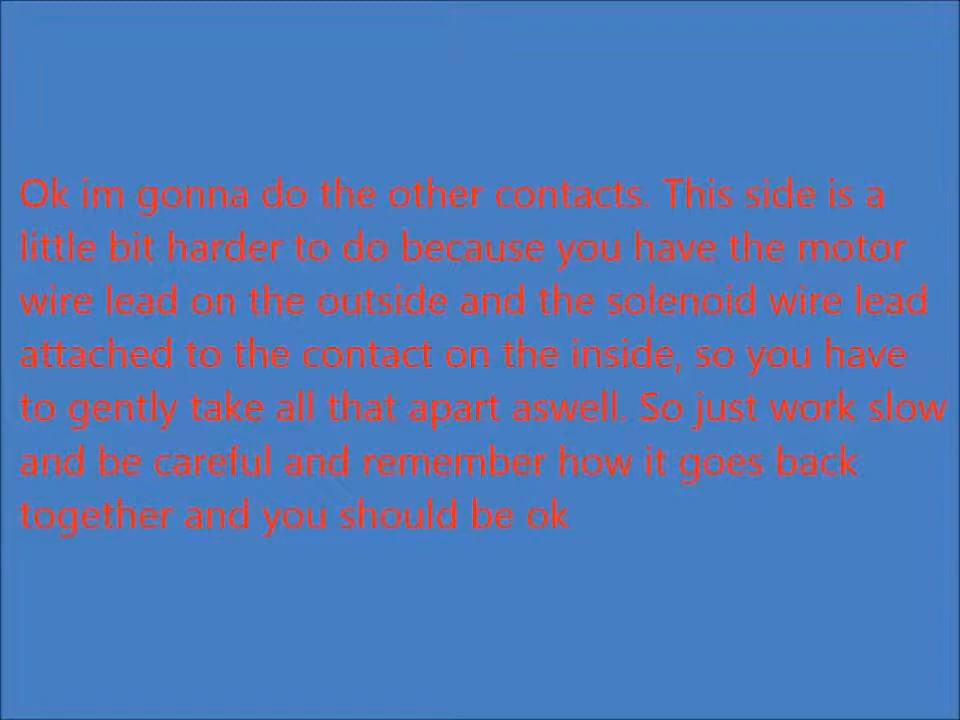 Ok im gonna do the other contacts. This side is a
little bit harder to do because you have the motor
wire lead on the outside and the solenoid wire lead
attached to the contact on the inside, so you have
to gently take all that apart aswell. So just work slow
and be careful and remember how it goes back
together and you should be ok